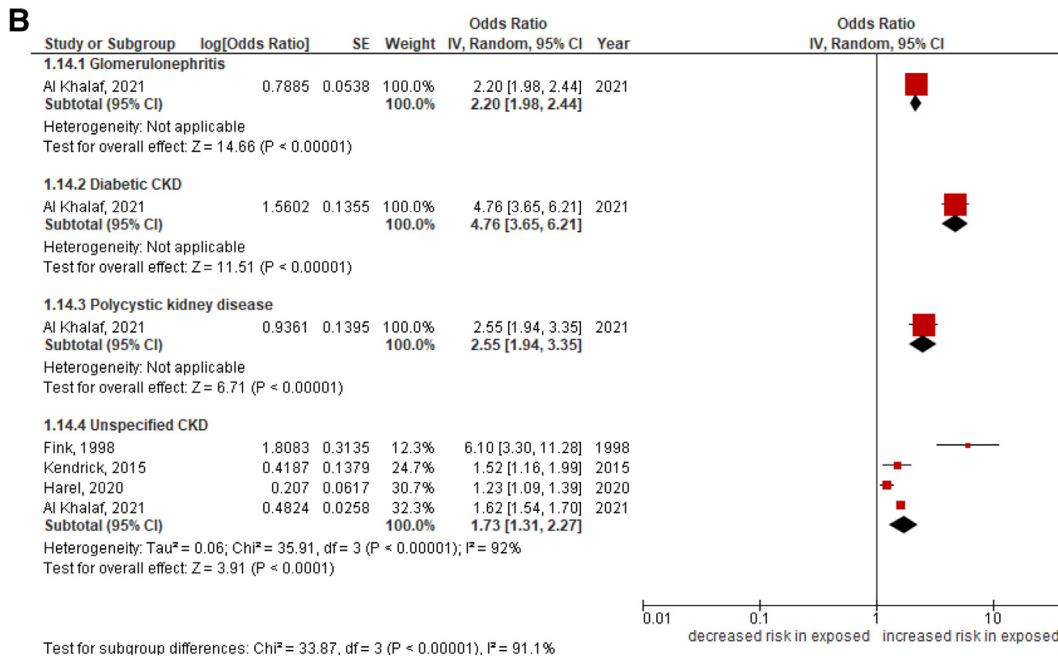 B
Odds Ratio Odds Ratio
Study or Subgroup log[Odds Ratio] SE Weight IV, Random, 95% CI Year IV, Random, 95% CI
1.14.1 Glomerulonephritis
Al Khalaf, 2021 0.7885 0.0538 100.0% 2.20 [1.98, 2.44] 2021
Subtotal (95% CI) 100.0% 2.20 [1.98, 2.44]
Heterogeneity: Not applicable
Test for overall effect: Z = 14.66 (P < 0.00001)
1.14.2 Diabetic CKD
Al Khalaf, 2021 1.5602 0.1355 100.0% 4.76 [3.65, 6.21] 2021
Subtotal (95% CI) 100.0% 4.76 [3.65, 6.21]
Heterogeneity: Not applicable
Test for overall effect: Z = 11.51 (P < 0.00001)
1.14.3 Polycystic kidney disease
Al Khalaf, 2021 0.9361 0.1395 100.0% 2.55 [1.94, 3.35] 2021
Subtotal (95% CI) 100.0% 2.55 [1.94, 3.35]
Heterogeneity: Not applicable
Test for overall effect: Z = 6.71 (P < 0.00001)
1.14.4 Unspecified CKD
Fink, 1998 1.8083 0.3135 12.3% 6.10 [3.30, 11.28] 1998
Kendrick, 2015 0.4187 0.1379 24.7% 1.52 [1.16, 1.99] 2015
Harel, 2020 0.207 0.0617 30.7% 1.23 [1.09, 1.39] 2020
Al Khalaf, 2021 0.4824 0.0258 32.3% 1.62 [1.54, 1.70] 2021
Subtotal (95% CI) 100.0% 1.73 [1.31, 2.27]
Heterogeneity: Tau² = 0.06; Chi² = 35.91, df = 3 (P < 0.00001); I² = 92%
Test for overall effect: Z = 3.91 (P < 0.0001)
0.01 0.1 1 10
decreased risk in exposed increased risk in exposed
Test for subgroup differences: Chi² = 33.87, df = 3 (P < 0.00001), I² = 91.1%